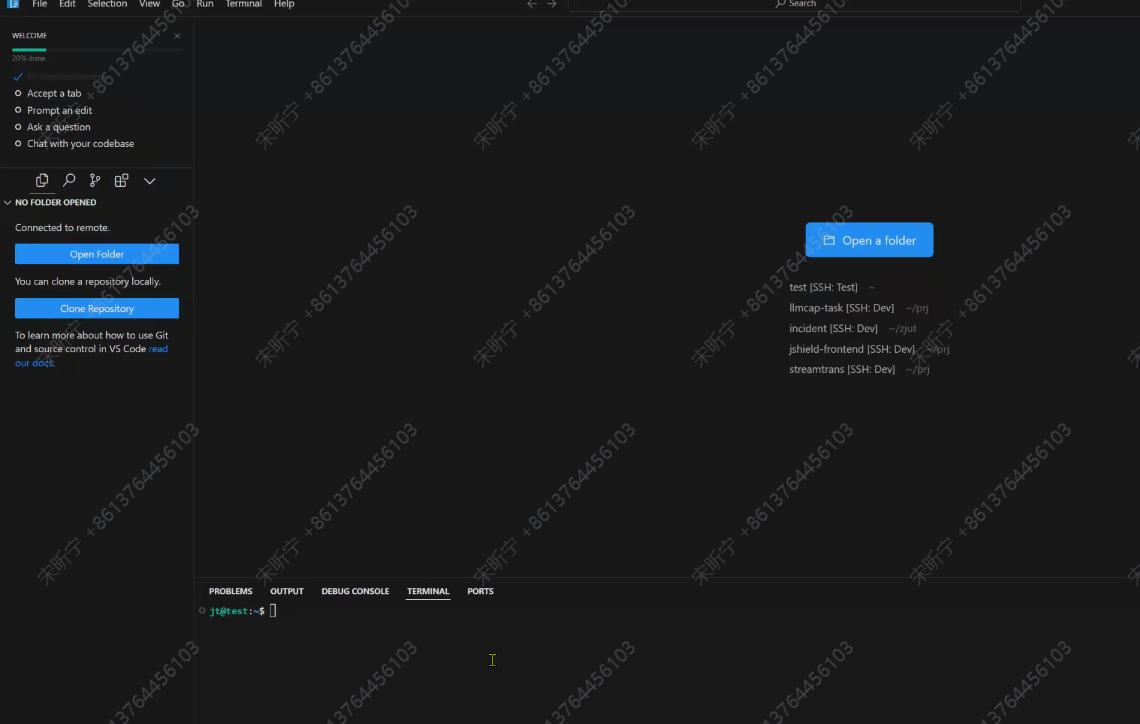 File Edit Selection View Go Run Terminal Help
Search
WELCOME
20% done
Accept a tab
Prompt an edit
Ask a question
Chat with your codebase
NO FOLDER OPENED
Connected to remote.
Open Folder
You can clone a repository locally.
Clone Repository
To learn more about how to use Git
and source control in VS Code read
our docs.
Open a folder
test [SSH: Test] ~
llmcap-task [SSH: Dev] ~/prj
incident [SSH: Dev] ~/zjut
jshield-frontend [SSH: Dev] ~/prj
streamtrans [SSH: Dev] ~/prj
PROBLEMS OUTPUT DEBUG CONSOLE TERMINAL PORTS
jt@test:~$
宋昕宁 +8613764456103